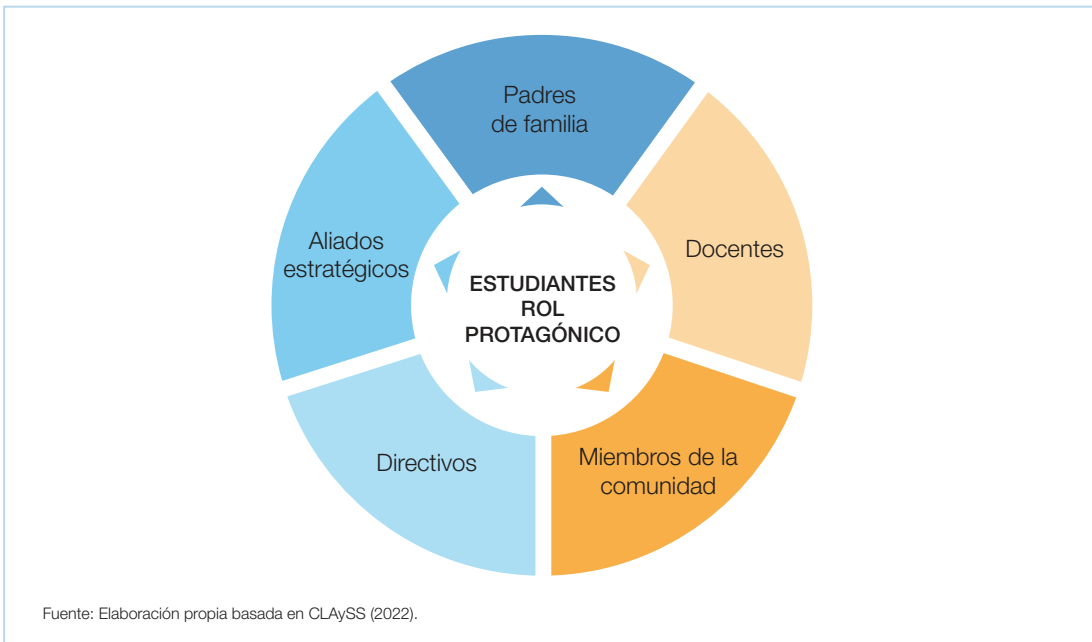 Padres
de familia
Docentes
Miembros de la
comunidad
Directivos
Aliados
estratégicos
ESTUDIANTES
ROL
PROTAGÓNICO
Fuente: Elaboración propia basada en CLAySS (2022).